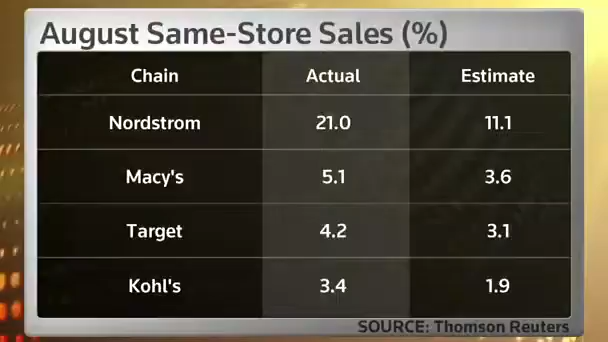 August Same-Store Sales (%)
Chain Actual Estimate
Nordstrom 21.0 11.1
Macy's 5.1 3.6
Target 4.2 3.1
Kohl's 3.4 1.9
SOURCE: Thomson Reuters